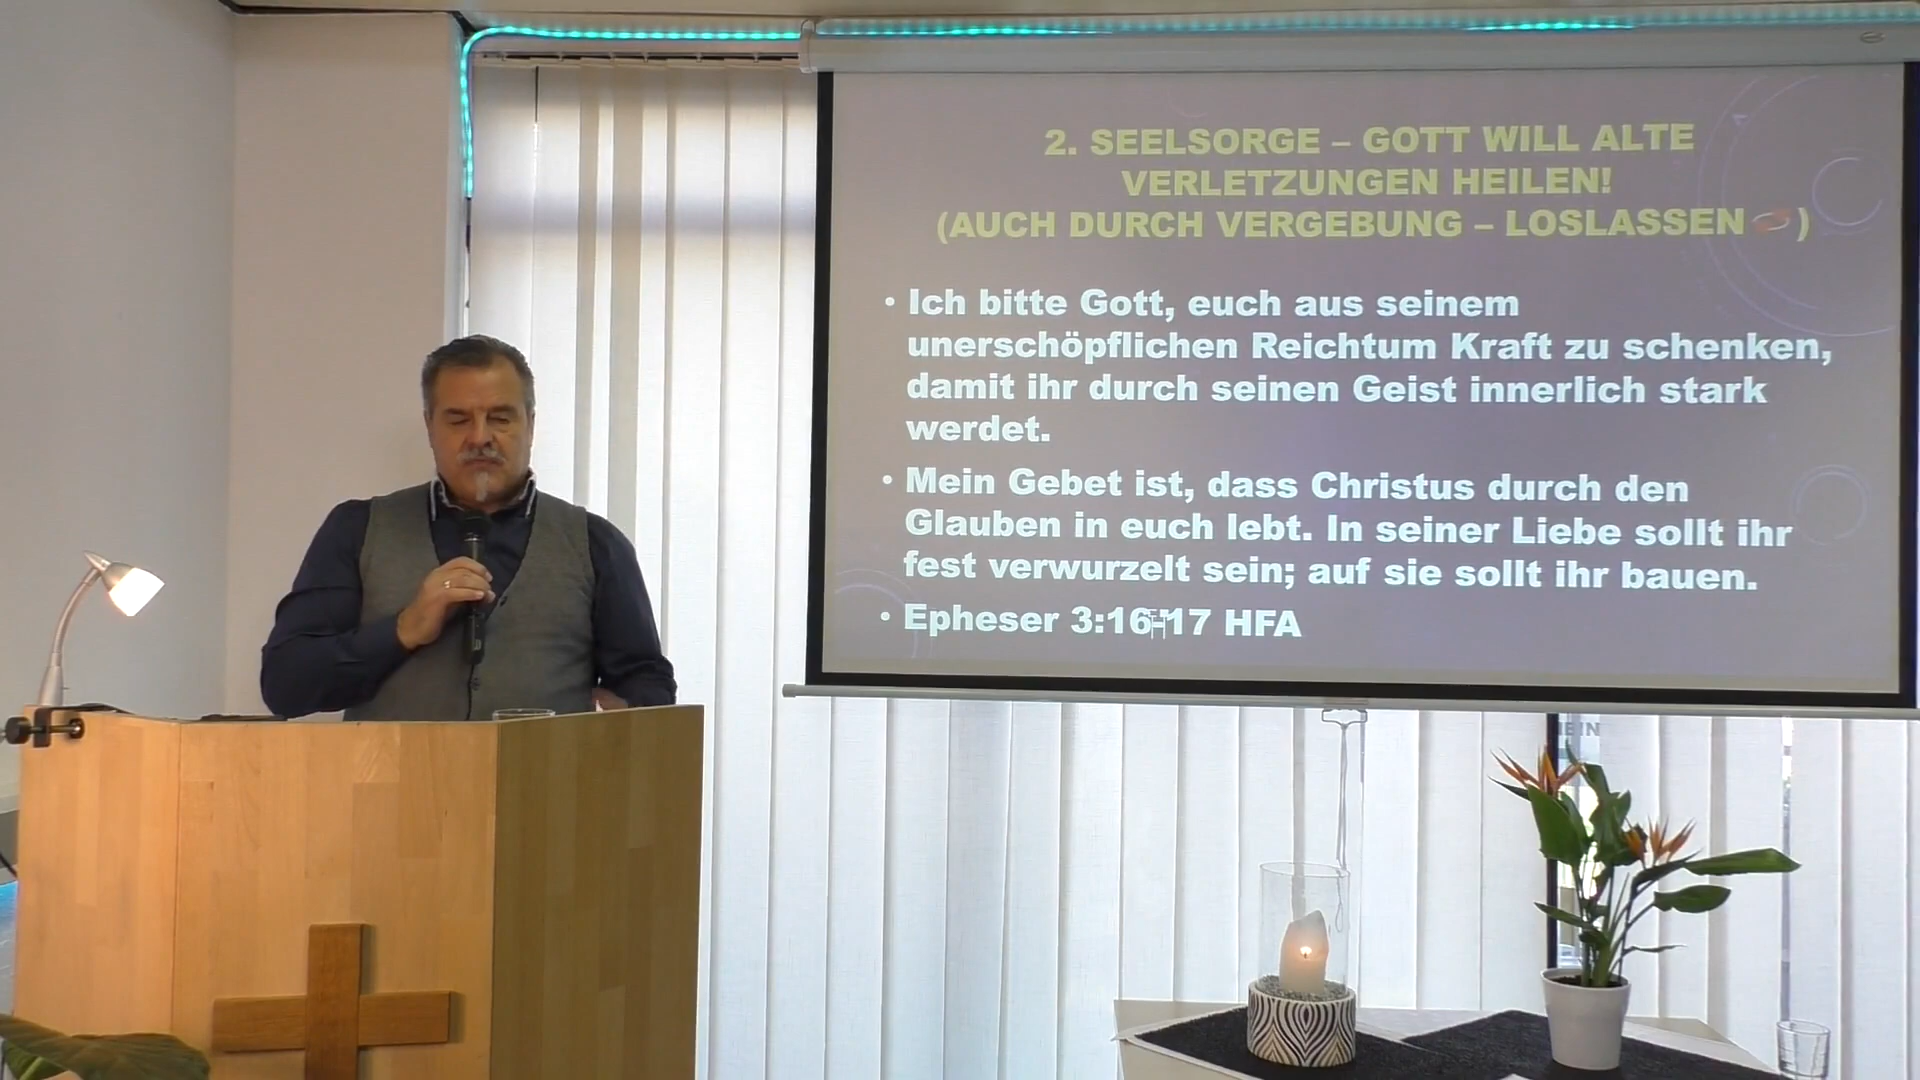 2. SEELSORGE – GOTT WILL ALTE
VERLETZUNGEN HEILEN!
(AUCH DURCH VERGEBUNG – LOSLASSEN )
• Ich bitte Gott, euch aus seinem
unerschöpflichen Reichtum Kraft zu schenken,
damit ihr durch seinen Geist innerlich stark
werdet.
• Mein Gebet ist, dass Christus durch den
Glauben in euch lebt. In seiner Liebe sollt ihr
fest verwurzelt sein; auf sie sollt ihr bauen.
• Epheser 3:16-17 HFA